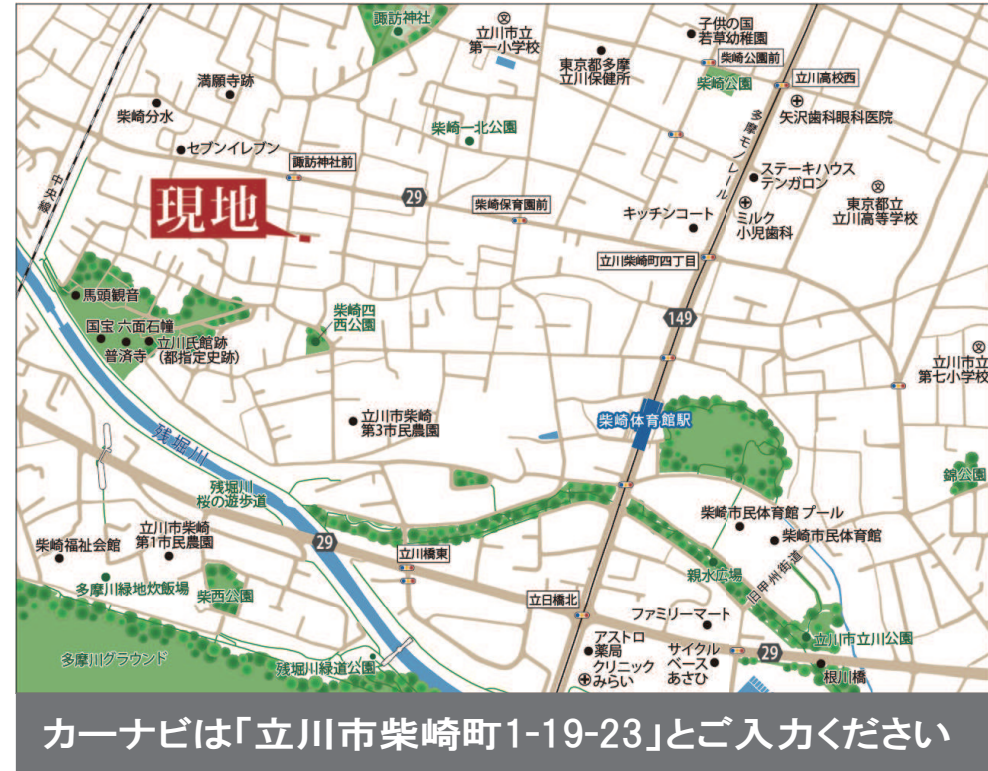 諏訪神社
立川市立
第一小学校
子供の国
若草幼稚園
東京都多摩
立川保健所
柴崎公園前
柴崎公園
立川高校西
矢沢歯科眼科医院
満願寺跡
柴崎分水
柴崎一北公園
多摩モノレール
セブンイレブン
諏訪神社前
中央線
29
現地
柴崎保育園前
キッチンコート
ステーキハウス
テンガロン
ミルク
小児歯科
東京都立
立川高等学校
立川柴崎町四丁目
馬頭観音
国宝 六面石幢
普済寺
立川氏館跡
(都指定史跡)
柴崎四
西公園
149
立川市立
第七小学校
立川市柴崎
第3市民農園
柴崎体育館駅
残堀川
残堀川
桜の遊歩道
錦公園
柴崎市民体育館 プール
柴崎市民体育館
柴崎福祉会館
立川市柴崎
第1市民農園
29
立川橋東
親水広場
旧甲州街道
多摩川緑地炊飯場
柴西公園
立日橋北
ファミリーマート
立川市立川公園
多摩川グラウンド
残堀川緑道公園
アストロ
薬局
クリニック
みらい
サイクル
ベース
あさひ
29
根川橋
カーナビは「立川市柴崎町1-19-23」とご入力ください